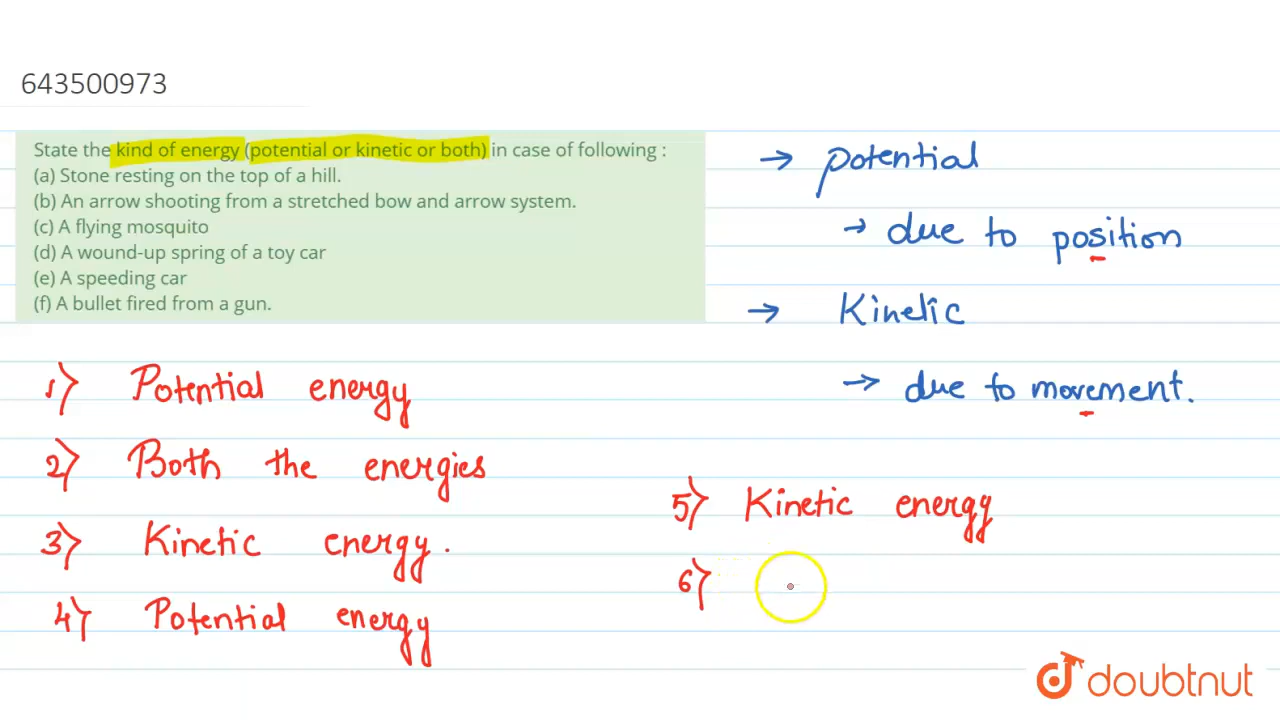 643500973
State the kind of energy (potential or kinetic or both) in case of following :
(a) Stone resting on the top of a hill.
(b) An arrow shooting from a stretched bow and arrow system.
(c) A flying mosquito
(d) A wound-up spring of a toy car
(e) A speeding car
(f) A bullet fired from a gun.
→ potential
→ due to position
→ Kinetic
→ due to movement.
1) Potential energy
2) Both the energies
3) Kinetic energy.
4) Potential energy
5) Kinetic energy
6)
doubtnut